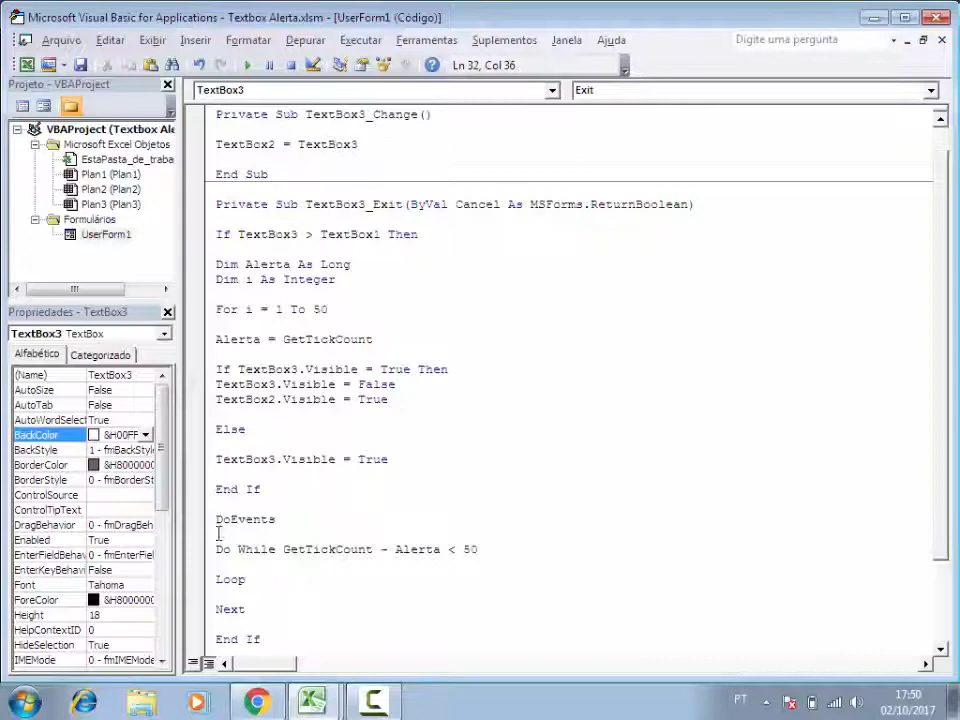 Microsoft Visual Basic for Applications - Textbox Alerta.xlsm - [UserForm1 (Código)]
Arquivo Editar Exibir Inserir Formatar Depurar Executar Ferramentas Suplementos Janela Ajuda
Digite uma pergunta
Ln 32, Col 36
Projeto - VBAProject
VBAProject (Textbox Ale
Microsoft Excel Objetos
EstaPasta_de_traba
Plan1 (Plan1)
Plan2 (Plan2)
Plan3 (Plan3)
Formulários
UserForm1
Propriedades - TextBox3
TextBox3 TextBox
Alfabético Categorizado
(Name) TextBox3
AutoSize False
AutoTab False
AutoWordSelect True
BackColor &H00FF
BackStyle 1 - fmBackStyle
BorderColor &H8000000
BorderStyle 0 - fmBorderSt
ControlSource
ControlTipText
DragBehavior 0 - fmDragBeh
Enabled True
EnterFieldBehav 0 - fmEnterFiel
EnterKeyBehav False
Font Tahoma
ForeColor &H8000000
Height 18
HelpContextID 0
HideSelection True
IMEMode 0 - fmIMEMode
TextBox3 Exit
Private Sub TextBox3_Change()
TextBox2 = TextBox3
End Sub
Private Sub TextBox3_Exit(ByVal Cancel As MSForms.ReturnBoolean)
If TextBox3 > TextBox1 Then
Dim Alerta As Long
Dim i As Integer
For i = 1 To 50
Alerta = GetTickCount
If TextBox3.Visible = True Then
TextBox3.Visible = False
TextBox2.Visible = True
Else
TextBox3.Visible = True
End If
DoEvents
Do While GetTickCount - Alerta < 50
Loop
Next
End If
PT
17:50
02/10/2017